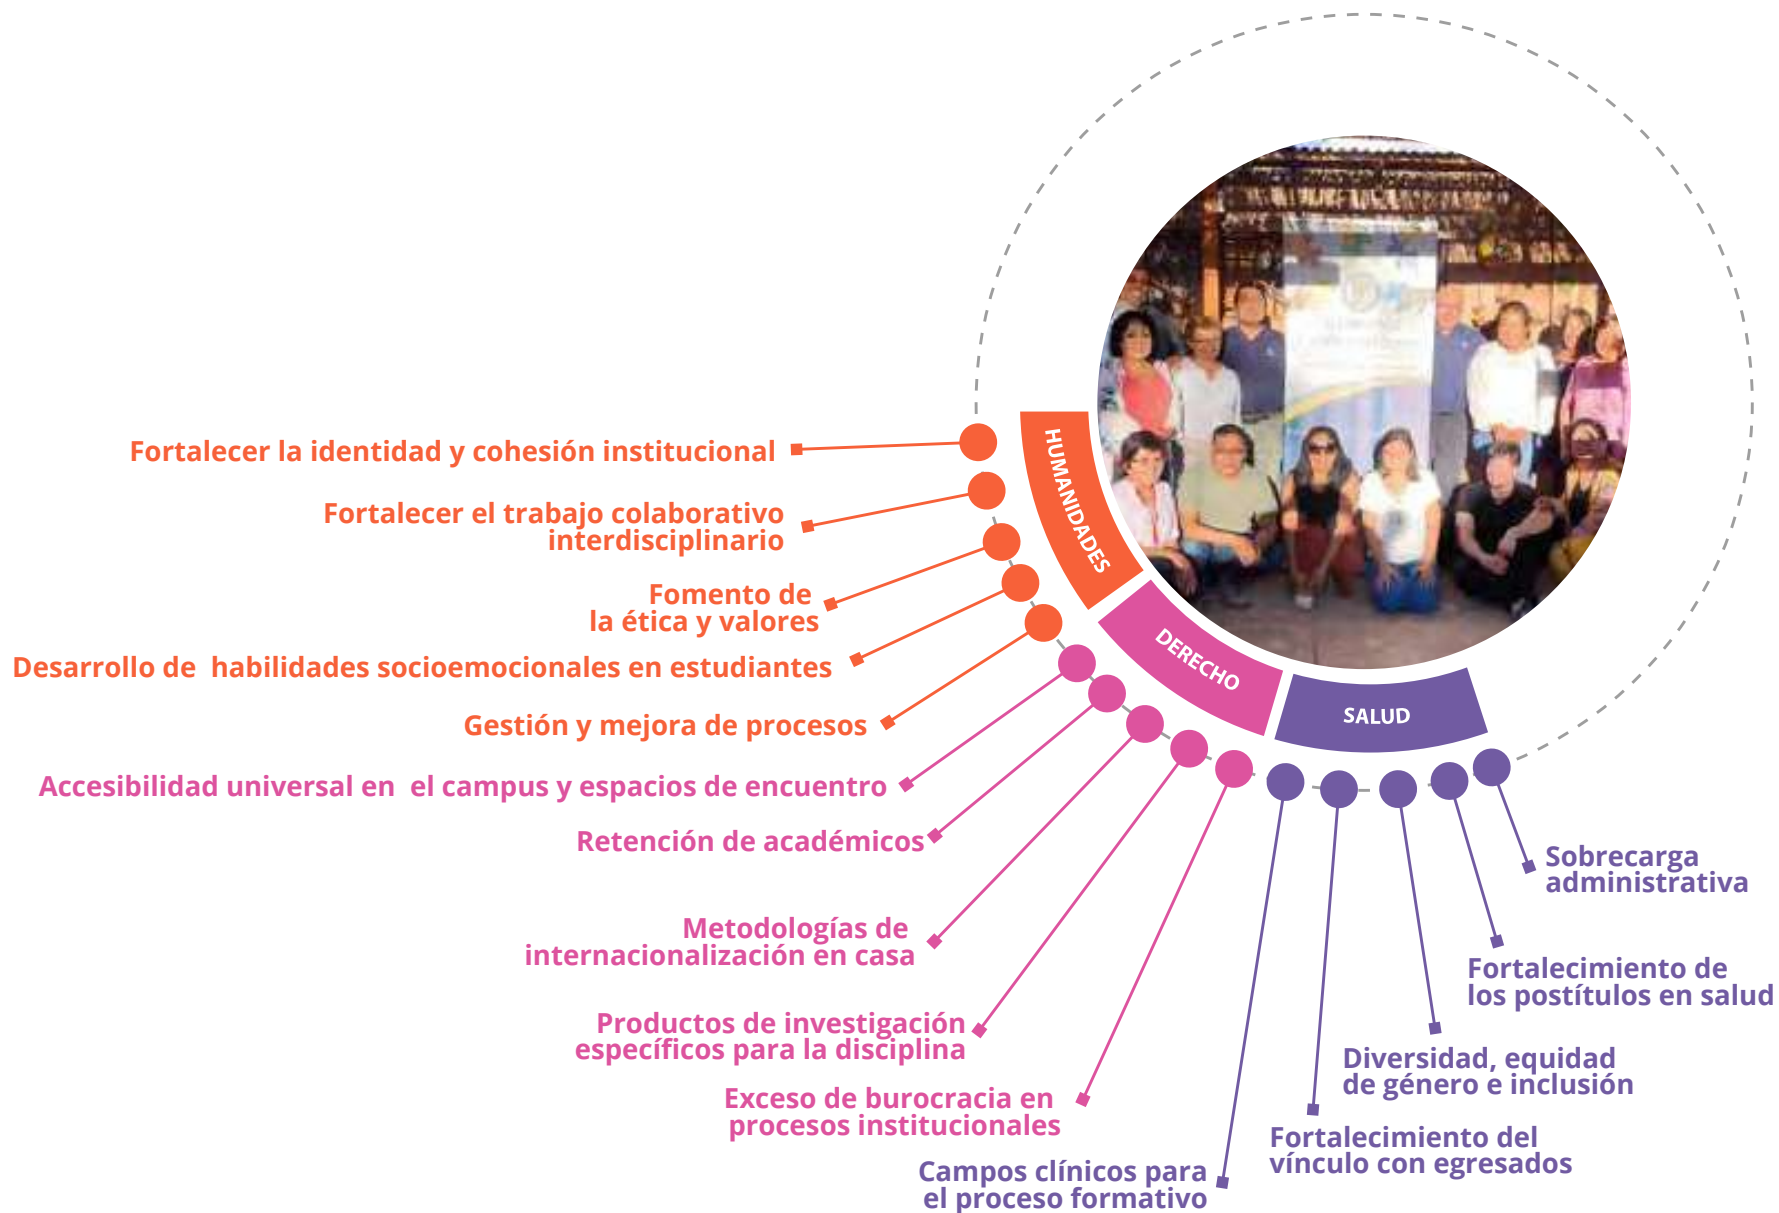 HUMANIDADES
Fortalecer la identidad y cohesión institucional
Fortalecer el trabajo colaborativo
interdisciplinario
Fomento de
la ética y valores
Desarrollo de habilidades socioemocionales en estudiantes
Gestión y mejora de procesos
DERECHO
Accesibilidad universal en el campus y espacios de encuentro
Retención de académicos
Metodologías de
internacionalización en casa
Productos de investigación
específicos para la disciplina
Exceso de burocracia en
procesos institucionales
SALUD
Campos clínicos para
el proceso formativo
Fortalecimiento del
vínculo con egresados
Diversidad, equidad
de género e inclusión
Fortalecimiento de
los postítulos en salud
Sobrecarga
administrativa